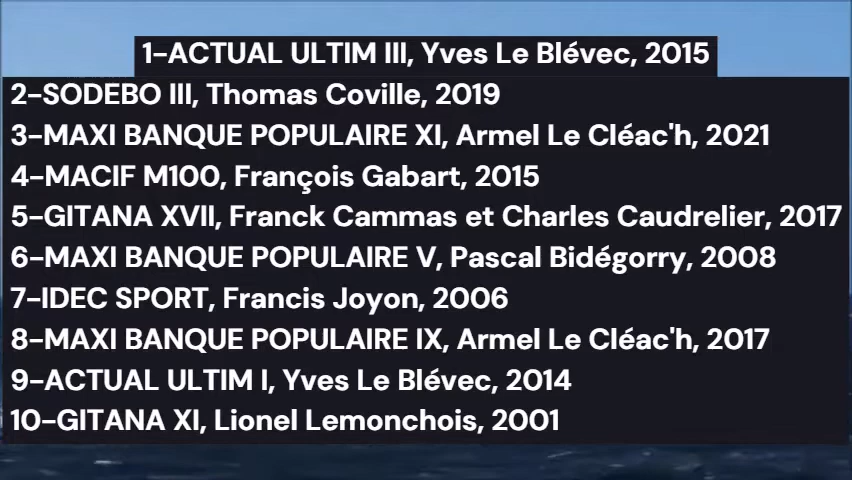 1-ACTUAL ULTIM III, Yves Le Blévec, 2015
2-SODEBO III, Thomas Coville, 2019
3-MAXI BANQUE POPULAIRE XI, Armel Le Cléac'h, 2021
4-MACIF M100, François Gabart, 2015
5-GITANA XVII, Franck Cammas et Charles Caudrelier, 2017
6-MAXI BANQUE POPULAIRE V, Pascal Bidégorry, 2008
7-IDEC SPORT, Francis Joyon, 2006
8-MAXI BANQUE POPULAIRE IX, Armel Le Cléac'h, 2017
9-ACTUAL ULTIM I, Yves Le Blévec, 2014
10-GITANA XI, Lionel Lemonchois, 2001